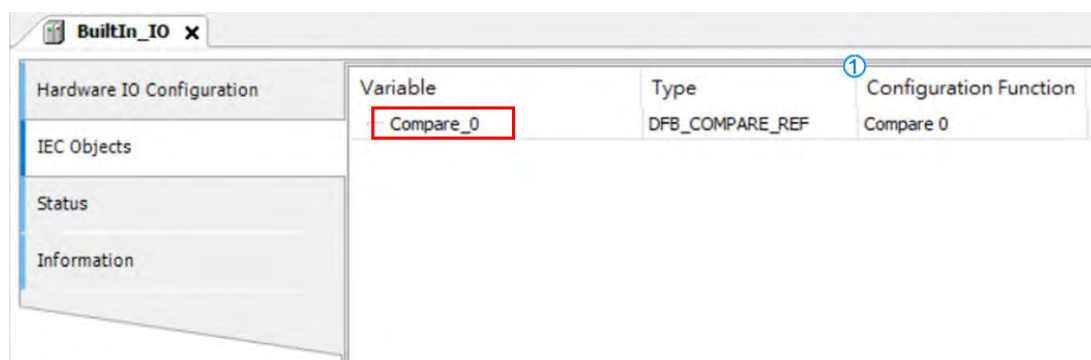 BuiltIn_IO X
Hardware IO Configuration
IEC Objects
Status
Information
Variable Type ① Configuration Function
Compare_0 DFB_COMPARE_REF Compare 0